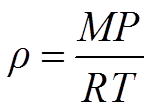 ρ = MP / RT